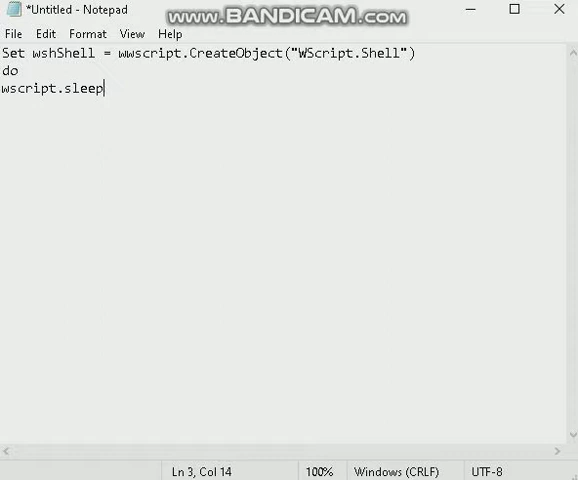 *Untitled - Notepad
www.BANDICAM.com
File Edit Format View Help
Set wshShell = wwscript.CreateObject("WScript.Shell")
do
wscript.sleep
Ln 3, Col 14 100% Windows (CRLF) UTF-8